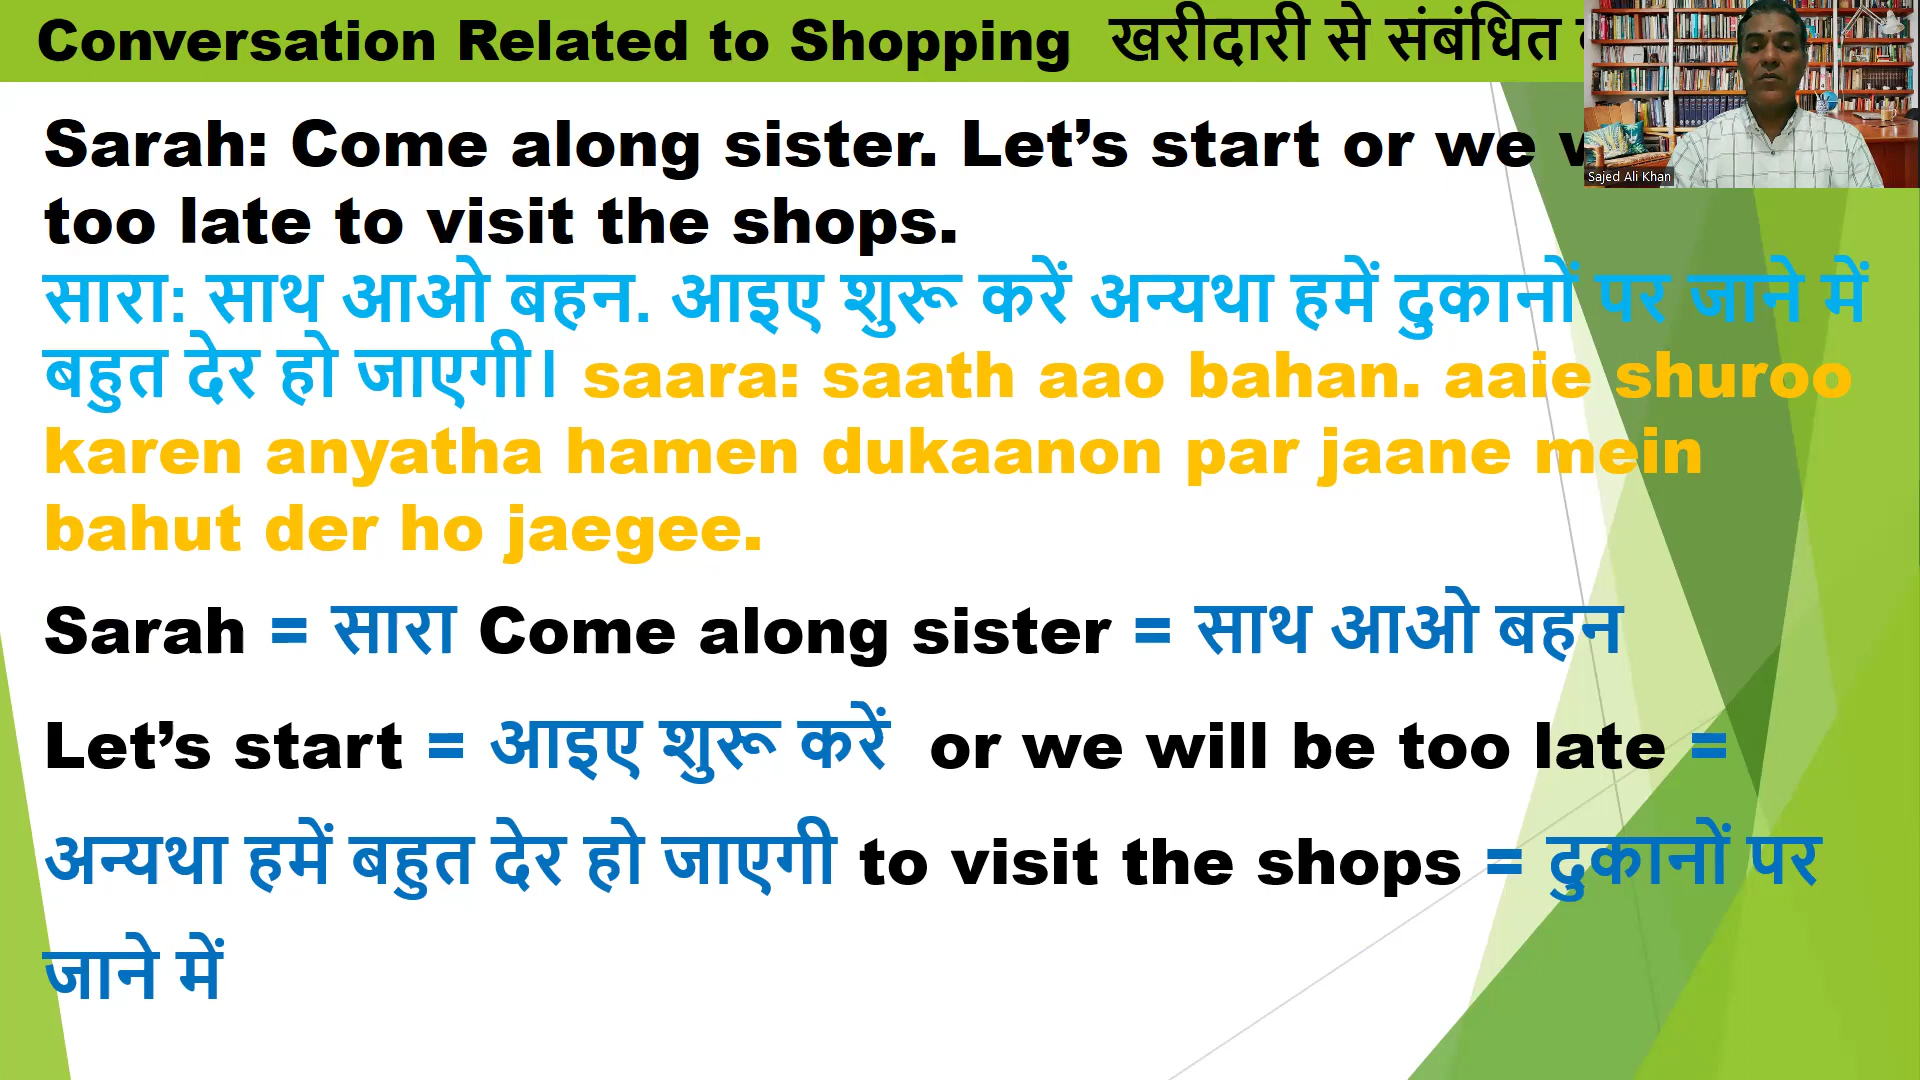 Conversation Related to Shopping खरीदारी से संबंधित
Sajed Ali Khan
Sarah: Come along sister. Let’s start or we
too late to visit the shops.
सारा: साथ आओ बहन. आइए शुरू करें अन्यथा हमें दुकानों पर जाने में
बहुत देर हो जाएगी। saara: saath aao bahan. aaie shuroo
karen anyatha hamen dukaanon par jaane mein
bahut der ho jaegee.
Sarah = सारा Come along sister = साथ आओ बहन
Let’s start = आइए शुरू करें or we will be too late =
अन्यथा हमें बहुत देर हो जाएगी to visit the shops = दुकानों पर
जाने में